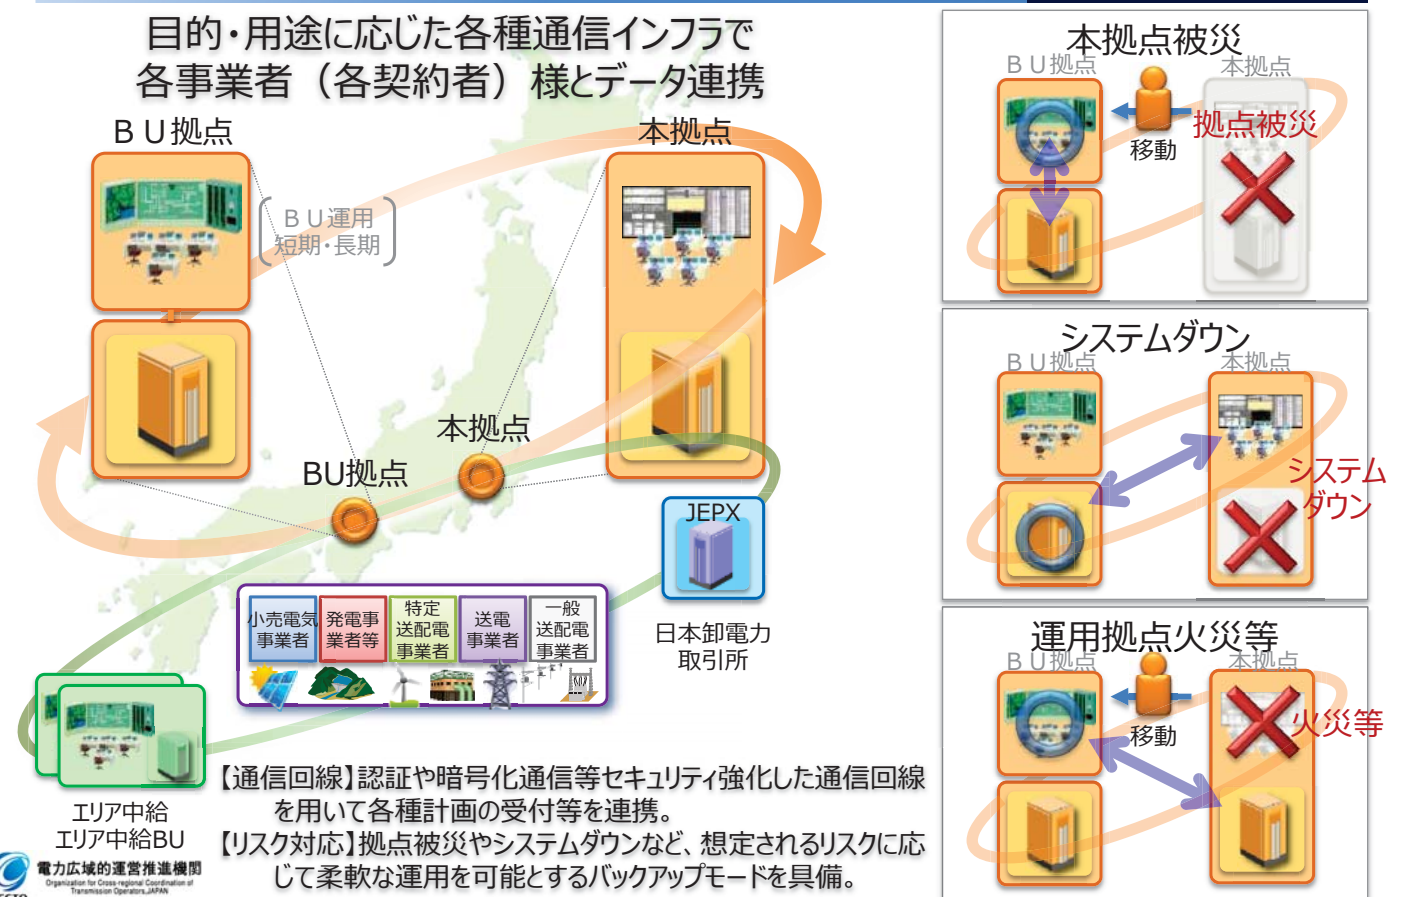 目的・用途に応じた各種通信インフラで
各事業者（各契約者）様とデータ連携
ＢＵ拠点
本拠点
ＢＵ運用
短期・長期
本拠点
BU拠点
JEPX
日本卸電力
取引所
小売電気
事業者
発電事
業者等
特定
送配電
事業者
送電
事業者
一般
送配電
事業者
エリア中給
エリア中給BU
【通信回線】認証や暗号化通信等セキュリティ強化した通信回線
を用いて各種計画の受付等を連携。
【リスク対応】拠点被災やシステムダウンなど、想定されるリスクに応
じて柔軟な運用を可能とするバックアップモードを具備。
電力広域的運営推進機関
Organization for Cross-regional Coordination of
Transmission Operators,JAPAN
本拠点被災
ＢＵ拠点
本拠点
移動
拠点被災
システムダウン
ＢＵ拠点
本拠点
システム
ダウン
運用拠点火災等
ＢＵ拠点
本拠点
移動
火災等